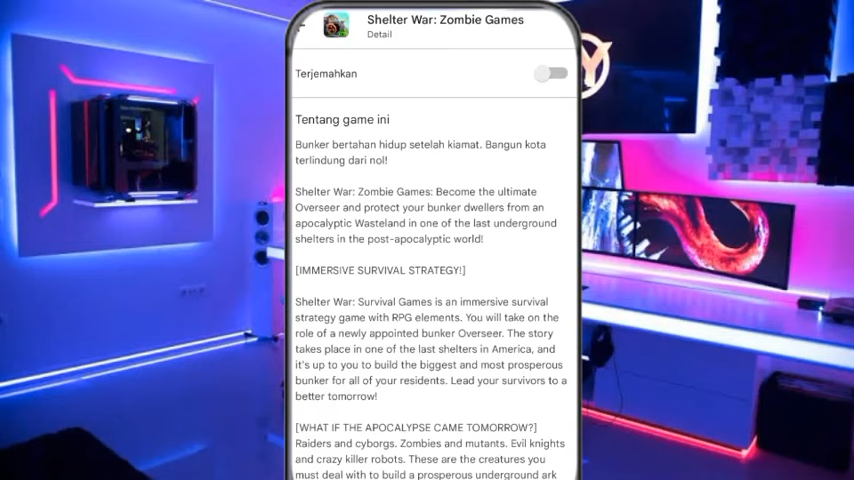 Shelter War: Zombie Games
Detail
Terjemahkan
Tentang game ini
Bunker bertahan hidup setelah kiamat. Bangun kota
terlindung dari nol!
Shelter War: Zombie Games: Become the ultimate
Overseer and protect your bunker dwellers from an
apocalyptic Wasteland in one of the last underground
shelters in the post-apocalyptic world!
[IMMERSIVE SURVIVAL STRATEGY!]
Shelter War: Survival Games is an immersive survival
strategy game with RPG elements. You will take on the
role of a newly appointed bunker Overseer. The story
takes place in one of the last shelters in America, and
it's up to you to build the biggest and most prosperous
bunker for all of your residents. Lead your survivors to a
better tomorrow!
[WHAT IF THE APOCALYPSE CAME TOMORROW?]
Raiders and cyborgs. Zombies and mutants. Evil knights
and crazy killer robots. These are the creatures you
must deal with to build a prosperous underground ark